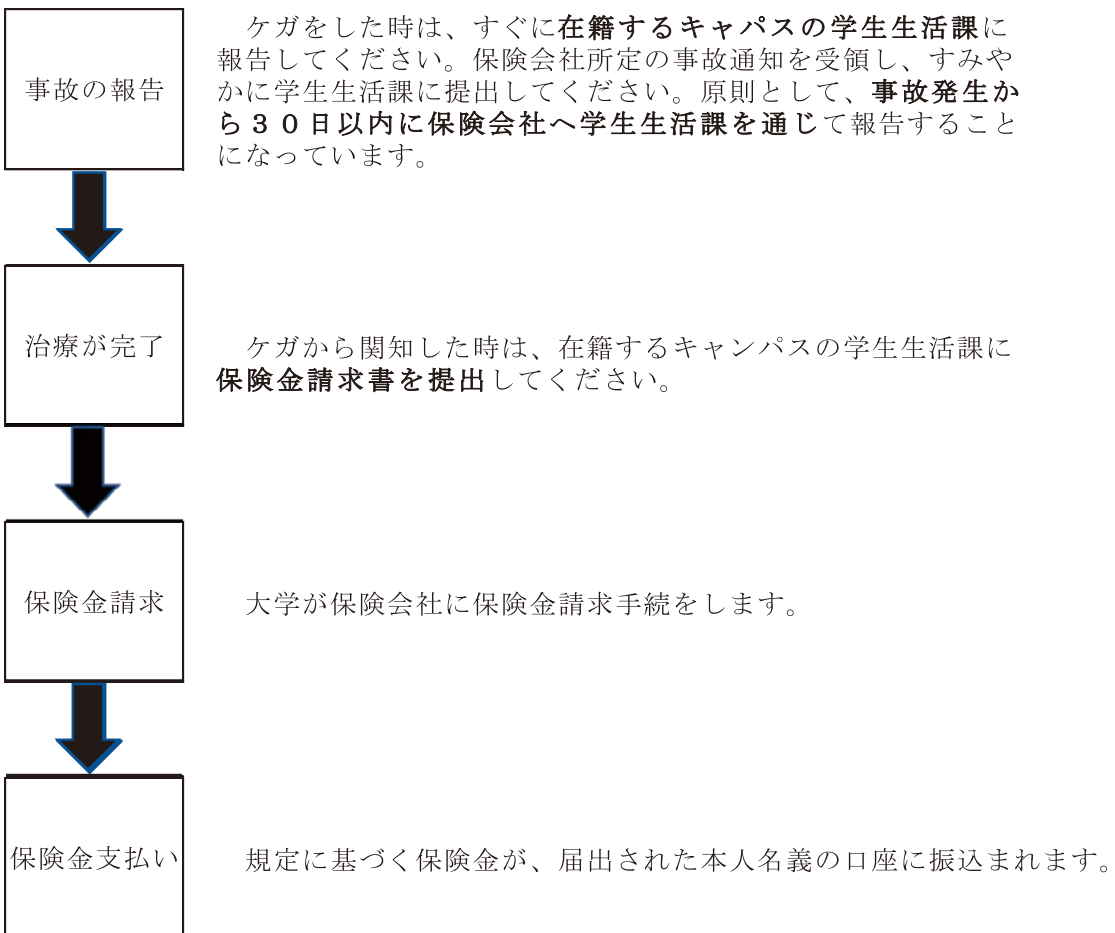 事故の報告
ケガをした時は、すぐに在籍するキャパスの学生生活課に
報告してください。保険会社所定の事故通知を受領し、すみや
かに学生生活課に提出してください。原則として、事故発生か
ら３０日以内に保険会社へ学生生活課を通じて報告すること
になっています。
治療が完了
ケガから関知した時は、在籍するキャンパスの学生生活課に
保険金請求書を提出してください。
保険金請求
大学が保険会社に保険金請求手続をします。
保険金支払い
規定に基づく保険金が、届出された本人名義の口座に振込まれます。